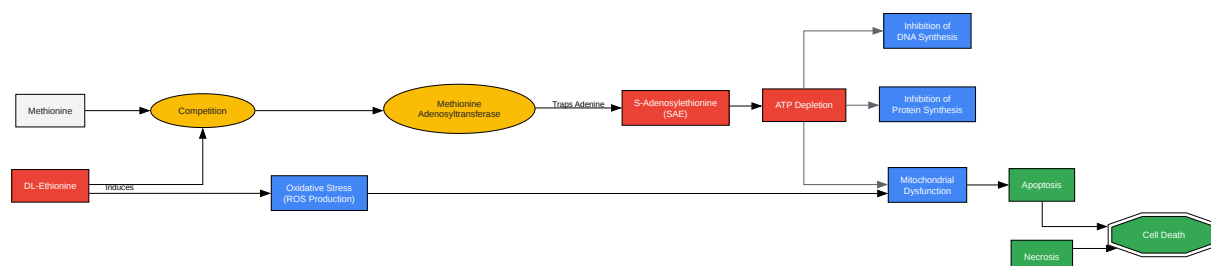 Inhibition of
DNA Synthesis
Methionine
Competition
Methionine
Adenosyltransferase
Traps Adenine
S-Adenosylethionine
(SAE)
ATP Depletion
Inhibition of
Protein Synthesis
DL-Ethionine
Induces
Oxidative Stress
(ROS Production)
Mitochondrial
Dysfunction
Apoptosis
Cell Death
Necrosis